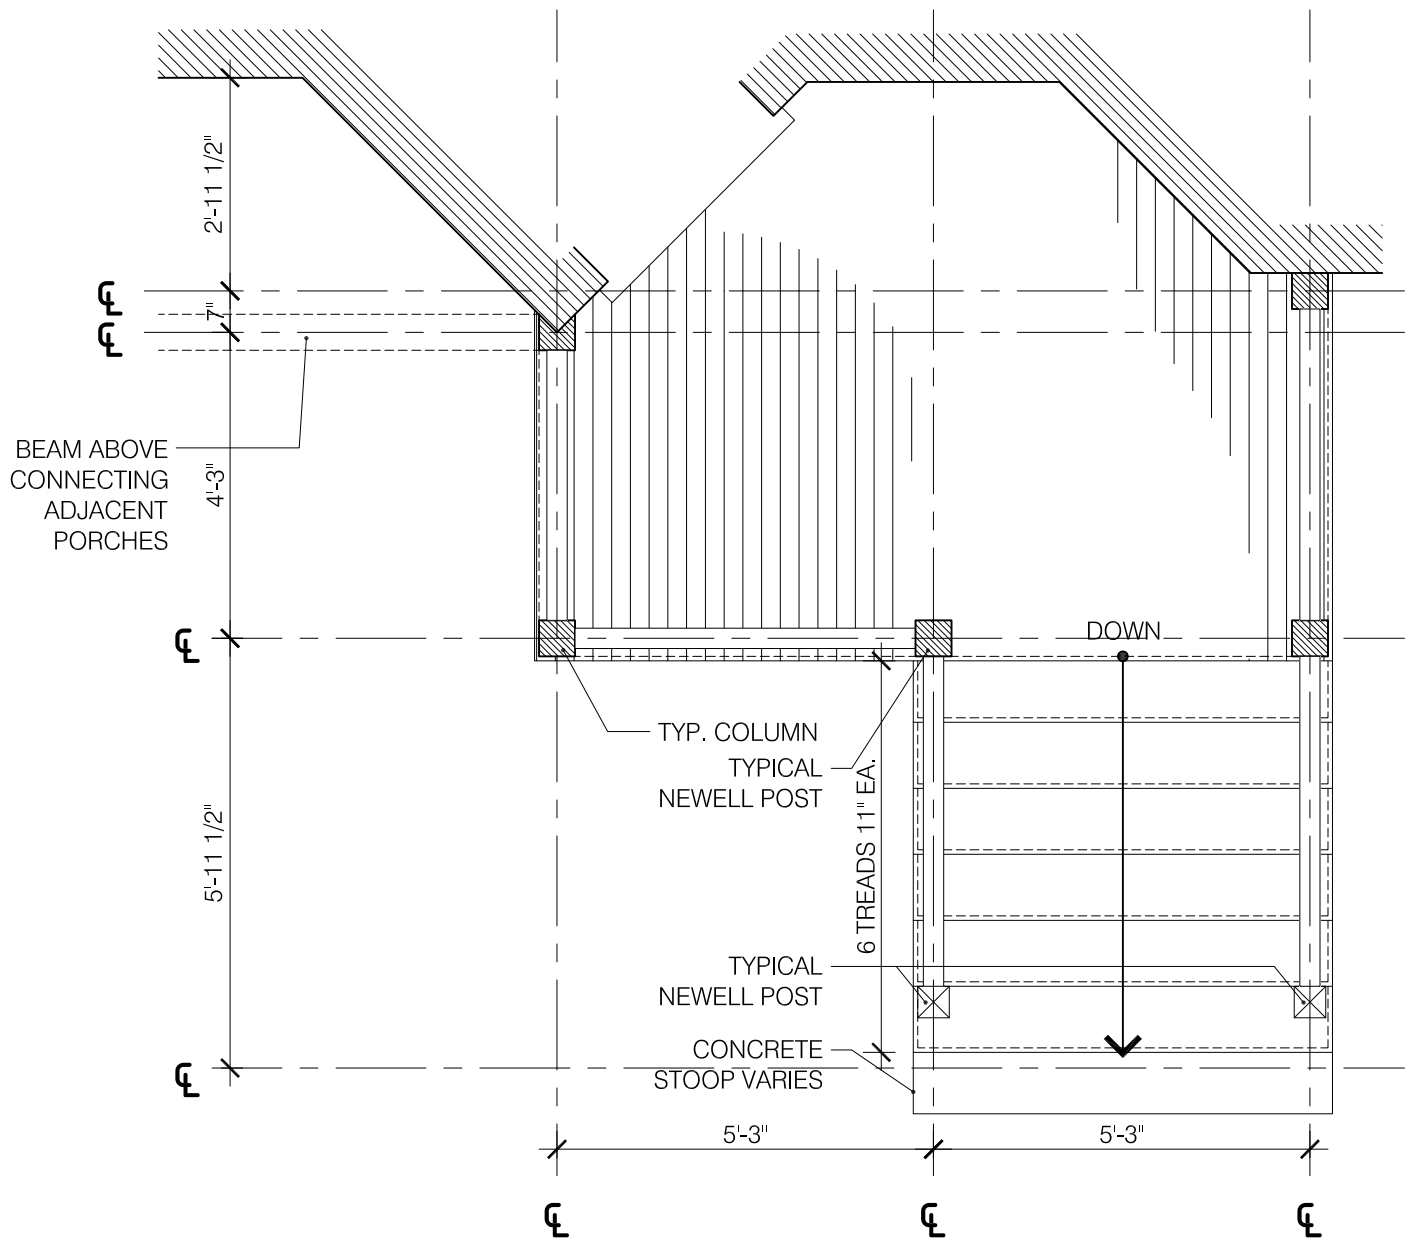 2'-11 1/2"
℄
7"
℄
BEAM ABOVE
CONNECTING
ADJACENT
PORCHES
4'-3"
℄
DOWN
TYP. COLUMN
TYPICAL
NEWELL POST
6 TREADS 11" EA.
5'-11 1/2"
TYPICAL
NEWELL POST
CONCRETE
STOOP VARIES
℄
5'-3"
5'-3"
℄
℄
℄